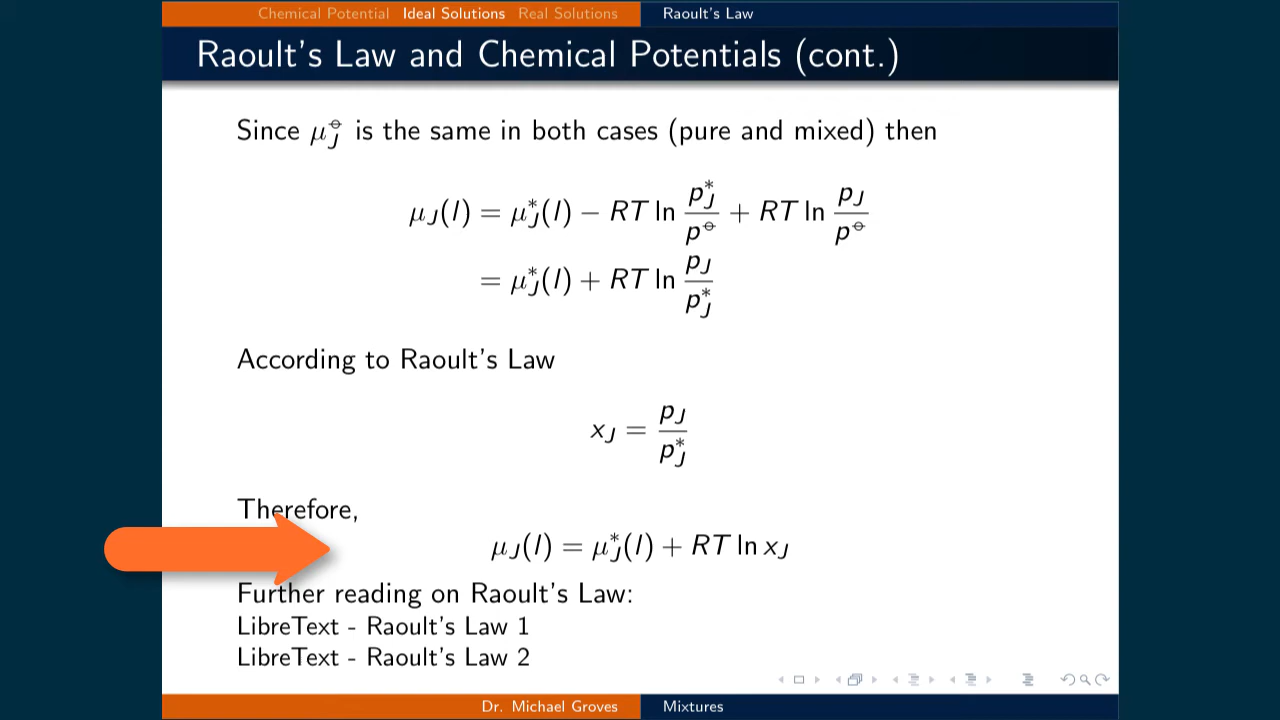 Chemical Potential Ideal Solutions Real Solutions Raoult's Law
Raoult's Law and Chemical Potentials (cont.)
Since μ_J^⦵ is the same in both cases (pure and mixed) then
μ_J(l) = μ_J^*(l) − RT ln p_J^*/p^⦵ + RT ln p_J/p^⦵
= μ_J^*(l) + RT ln p_J/p_J^*
According to Raoult's Law
x_J = p_J/p_J^*
Therefore,
μ_J(l) = μ_J^*(l) + RT ln x_J
Further reading on Raoult's Law:
LibreText - Raoult's Law 1
LibreText - Raoult's Law 2
Dr. Michael Groves Mixtures